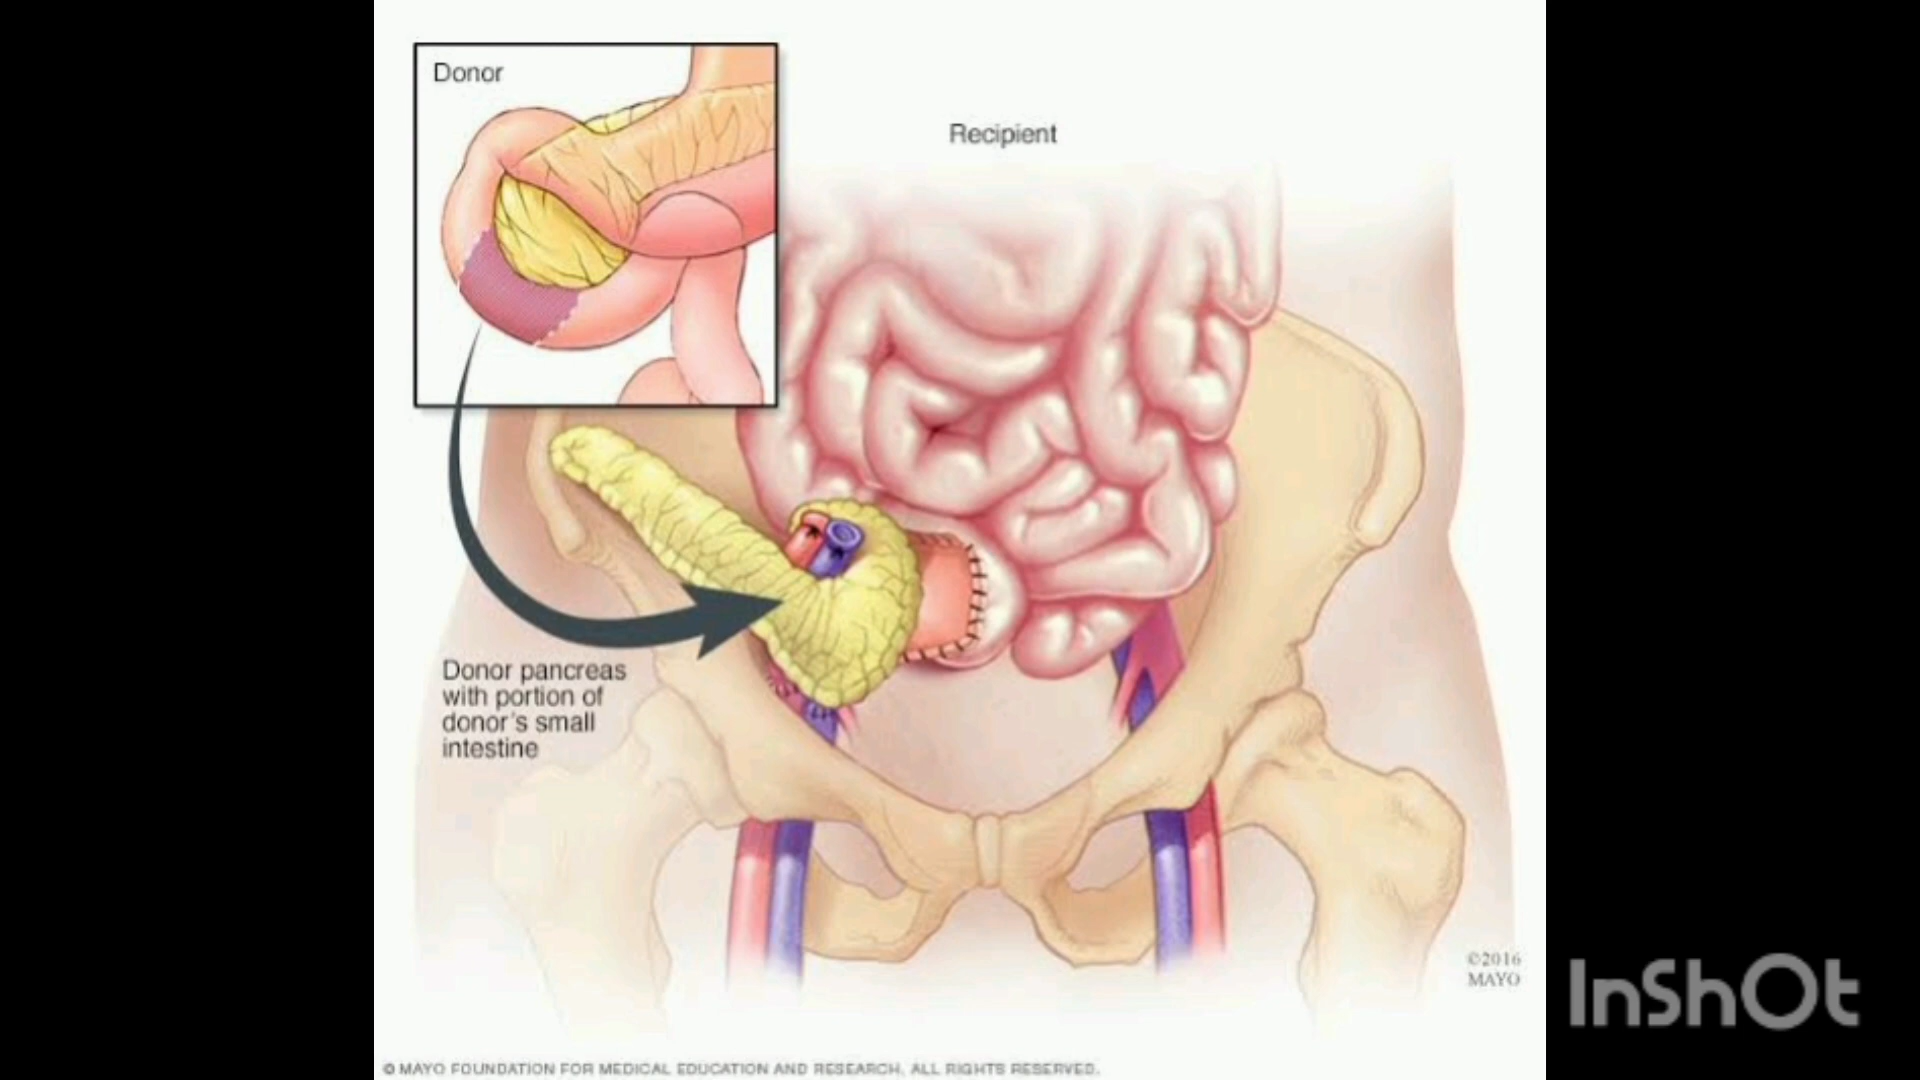 Donor
Recipient
Donor pancreas
with portion of
donor's small
intestine
©2016
MAYO
InShOt
© MAYO FOUNDATION FOR MEDICAL EDUCATION AND RESEARCH. ALL RIGHTS RESERVED.